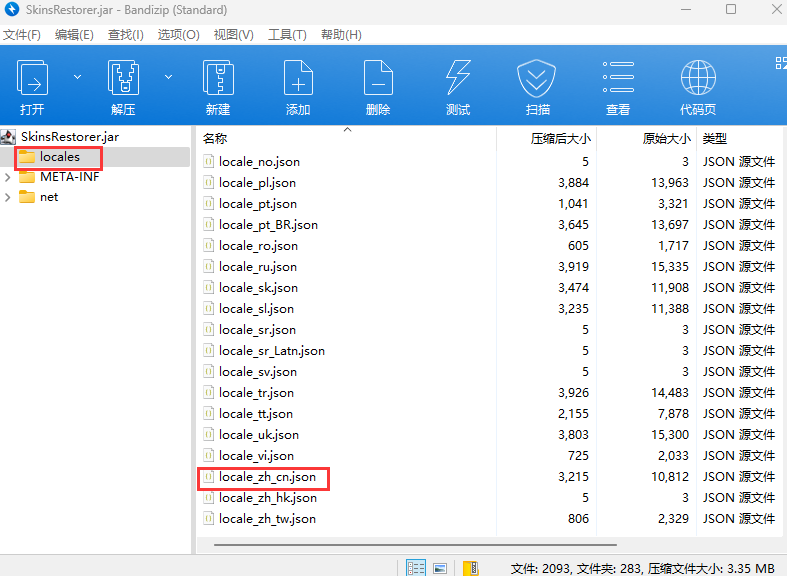 SkinsRestorer.jar - Bandizip (Standard)
文件(F) 编辑(E) 查找(I) 选项(O) 视图(V) 工具(T) 帮助(H)
打开 解压 新建 添加 删除 测试 扫描 查看 代码页
SkinsRestorer.jar
locales
META-INF
net
名称 压缩后大小 原始大小 类型
locale_no.json 5 3 JSON 源文件
locale_pl.json 3,884 13,963 JSON 源文件
locale_pt.json 1,041 3,321 JSON 源文件
locale_pt_BR.json 3,645 13,697 JSON 源文件
locale_ro.json 605 1,717 JSON 源文件
locale_ru.json 3,919 15,335 JSON 源文件
locale_sk.json 3,474 11,908 JSON 源文件
locale_sl.json 3,235 11,388 JSON 源文件
locale_sr.json 5 3 JSON 源文件
locale_sr_Latn.json 5 3 JSON 源文件
locale_sv.json 5 3 JSON 源文件
locale_tr.json 3,926 14,483 JSON 源文件
locale_tt.json 2,155 7,878 JSON 源文件
locale_uk.json 3,803 15,300 JSON 源文件
locale_vi.json 725 2,033 JSON 源文件
locale_zh_cn.json 3,215 10,812 JSON 源文件
locale_zh_hk.json 5 3 JSON 源文件
locale_zh_tw.json 806 2,329 JSON 源文件
文件: 2093, 文件夹: 283, 压缩文件大小: 3.35 MB